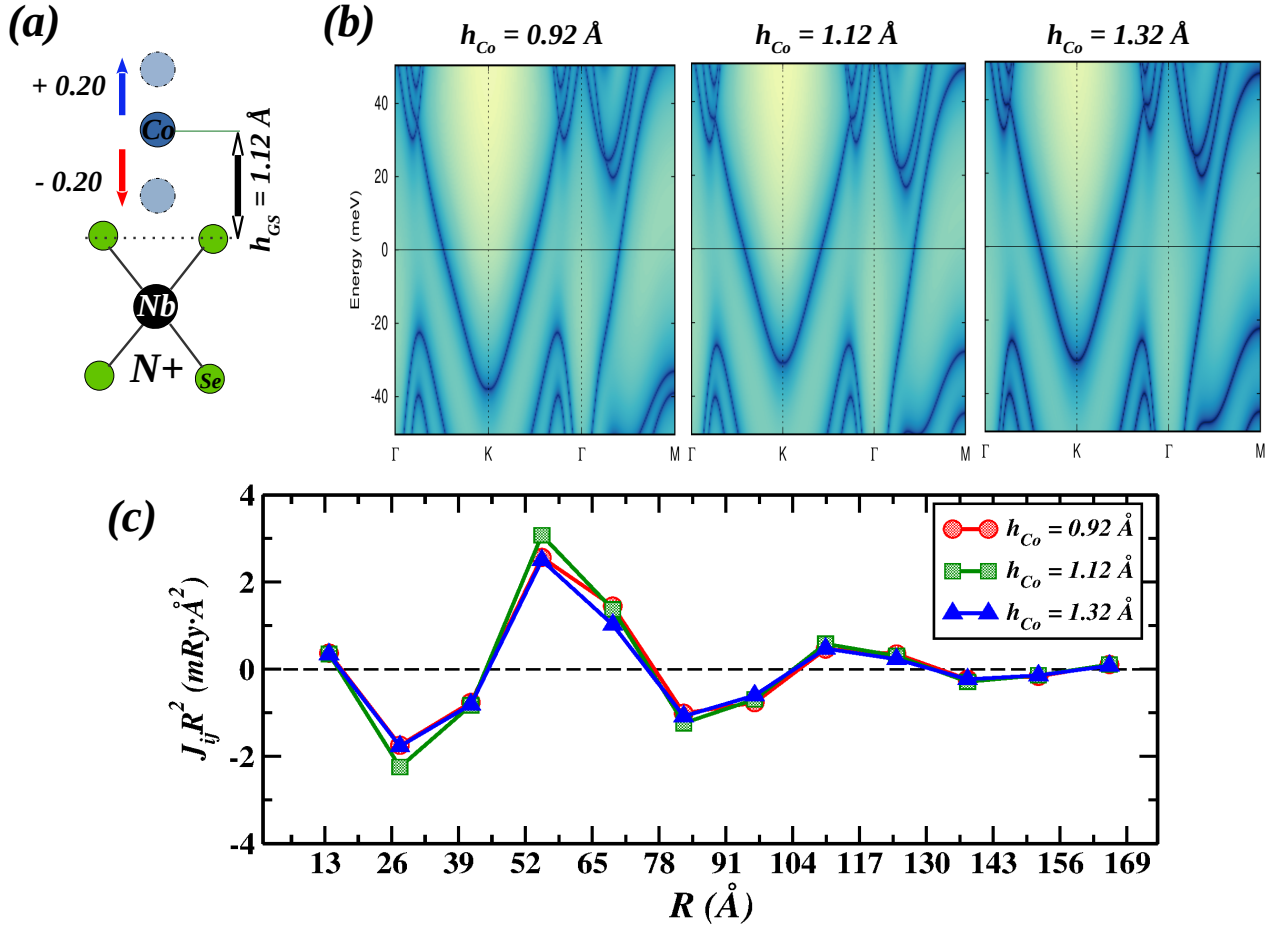 (a)
+ 0.20
Co
- 0.20
h_GS = 1.12 Å
Nb
N+
Se
(b)
h_Co = 0.92 Å
h_Co = 1.12 Å
h_Co = 1.32 Å
Energy (meV)
40
20
0
-20
-40
Γ K Γ M
Γ K Γ M
Γ K Γ M
(c)
J_ijR^2 (mRy·Å^2)
4
2
0
-2
-4
h_Co = 0.92 Å
h_Co = 1.12 Å
h_Co = 1.32 Å
13 26 39 52 65 78 91 104 117 130 143 156 169
R (Å)